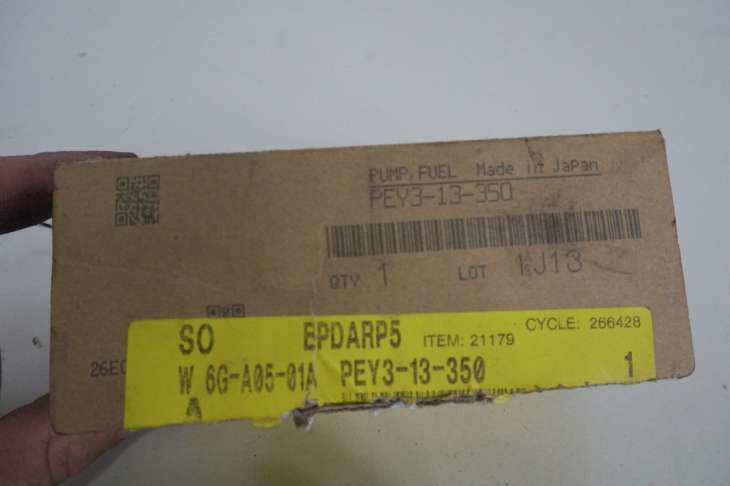 PUMP, FUEL Made in Japan
PEY3-13-350
QTY 1 LOT 1J13
SO EPDARP5 ITEM: 21179 CYCLE: 266428
W 6G-A05-01A PEY3-13-350 1
A